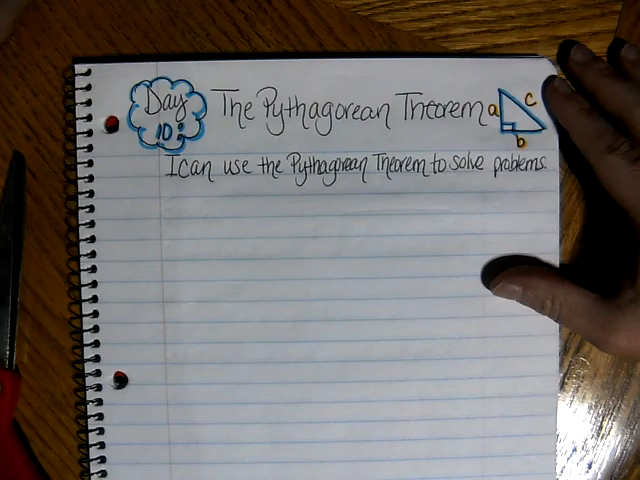 Day
10:
The Pythagorean Theorem
a
c
b
I can use the Pythagorean Theorem to solve problems.